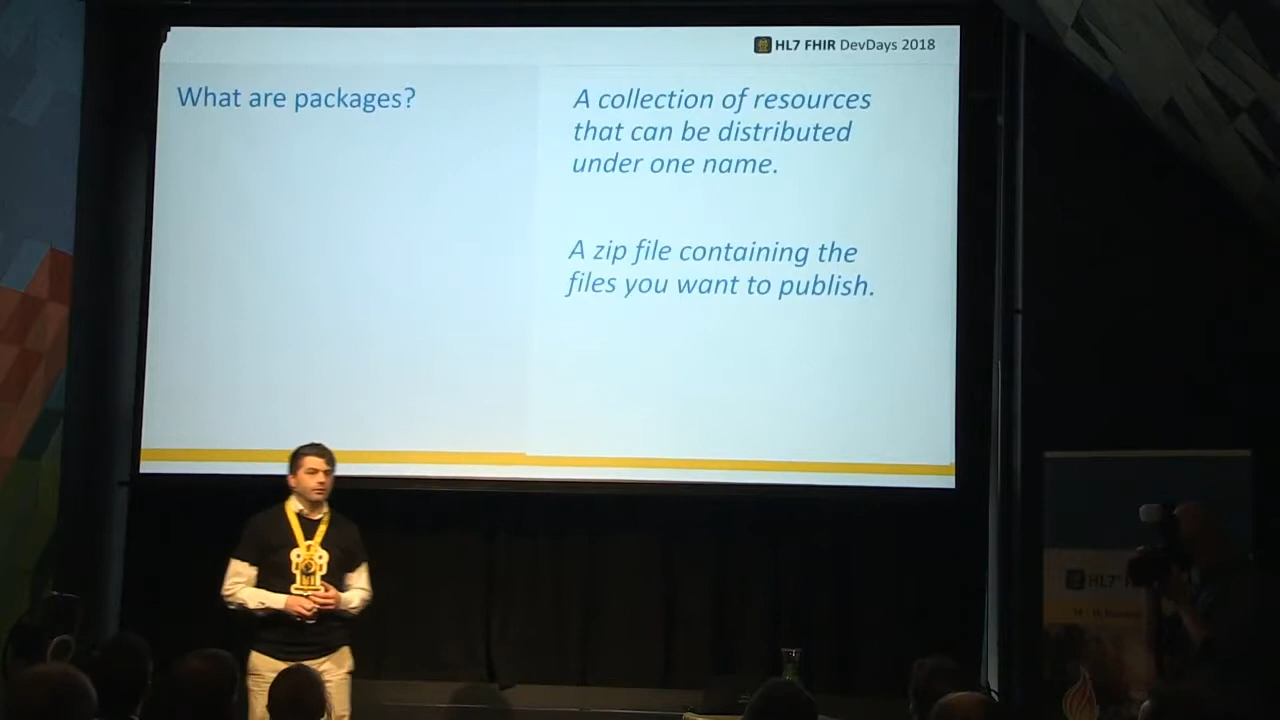 HL7 FHIR DevDays 2018
What are packages?
A collection of resources
that can be distributed
under one name.
A zip file containing the
files you want to publish.
HL7